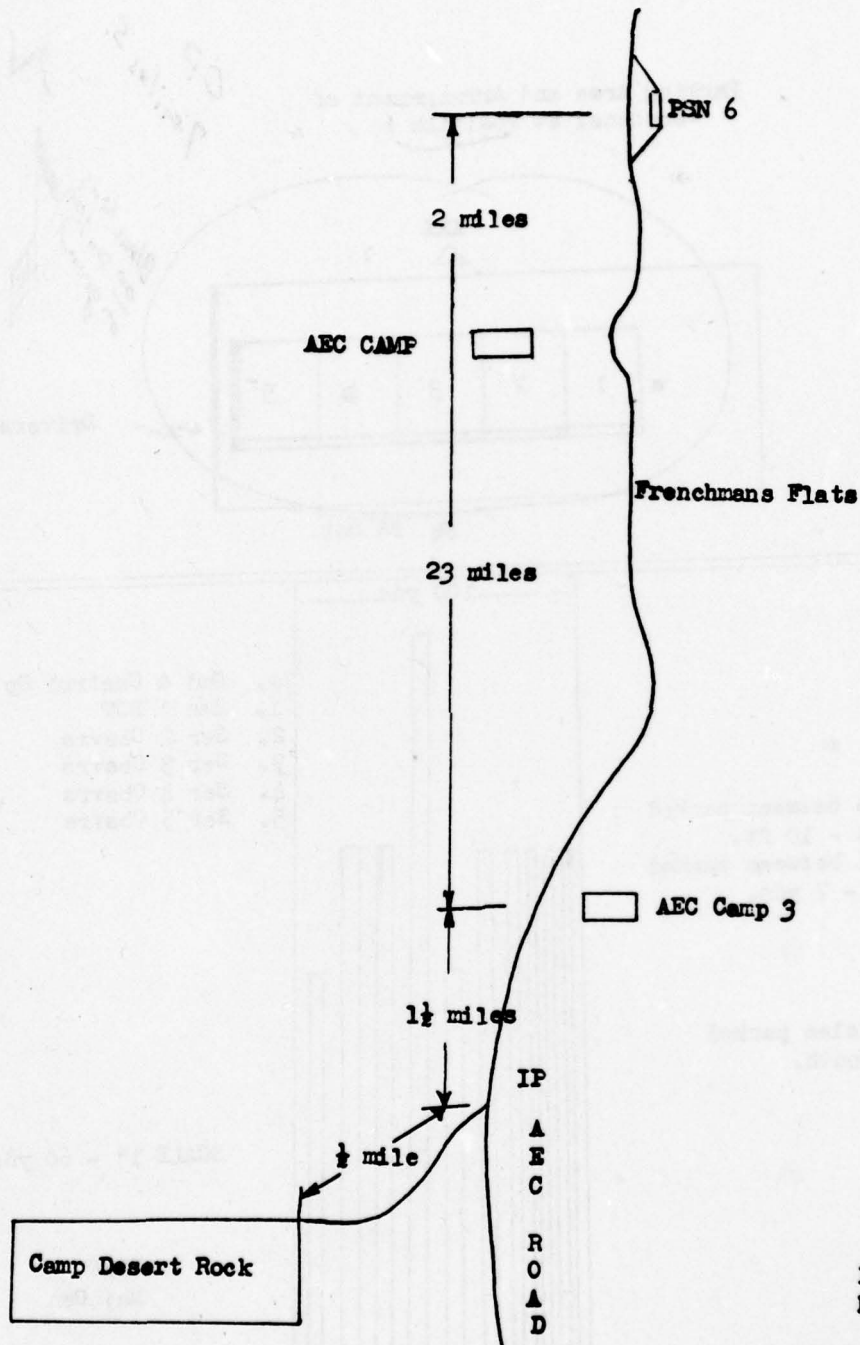 PSN 6
2 miles
AEC CAMP
Frenchmans Flats
23 miles
AEC Camp 3
1½ miles
IP
A
E
C
R
O
A
D
½ mile
Camp Desert Rock